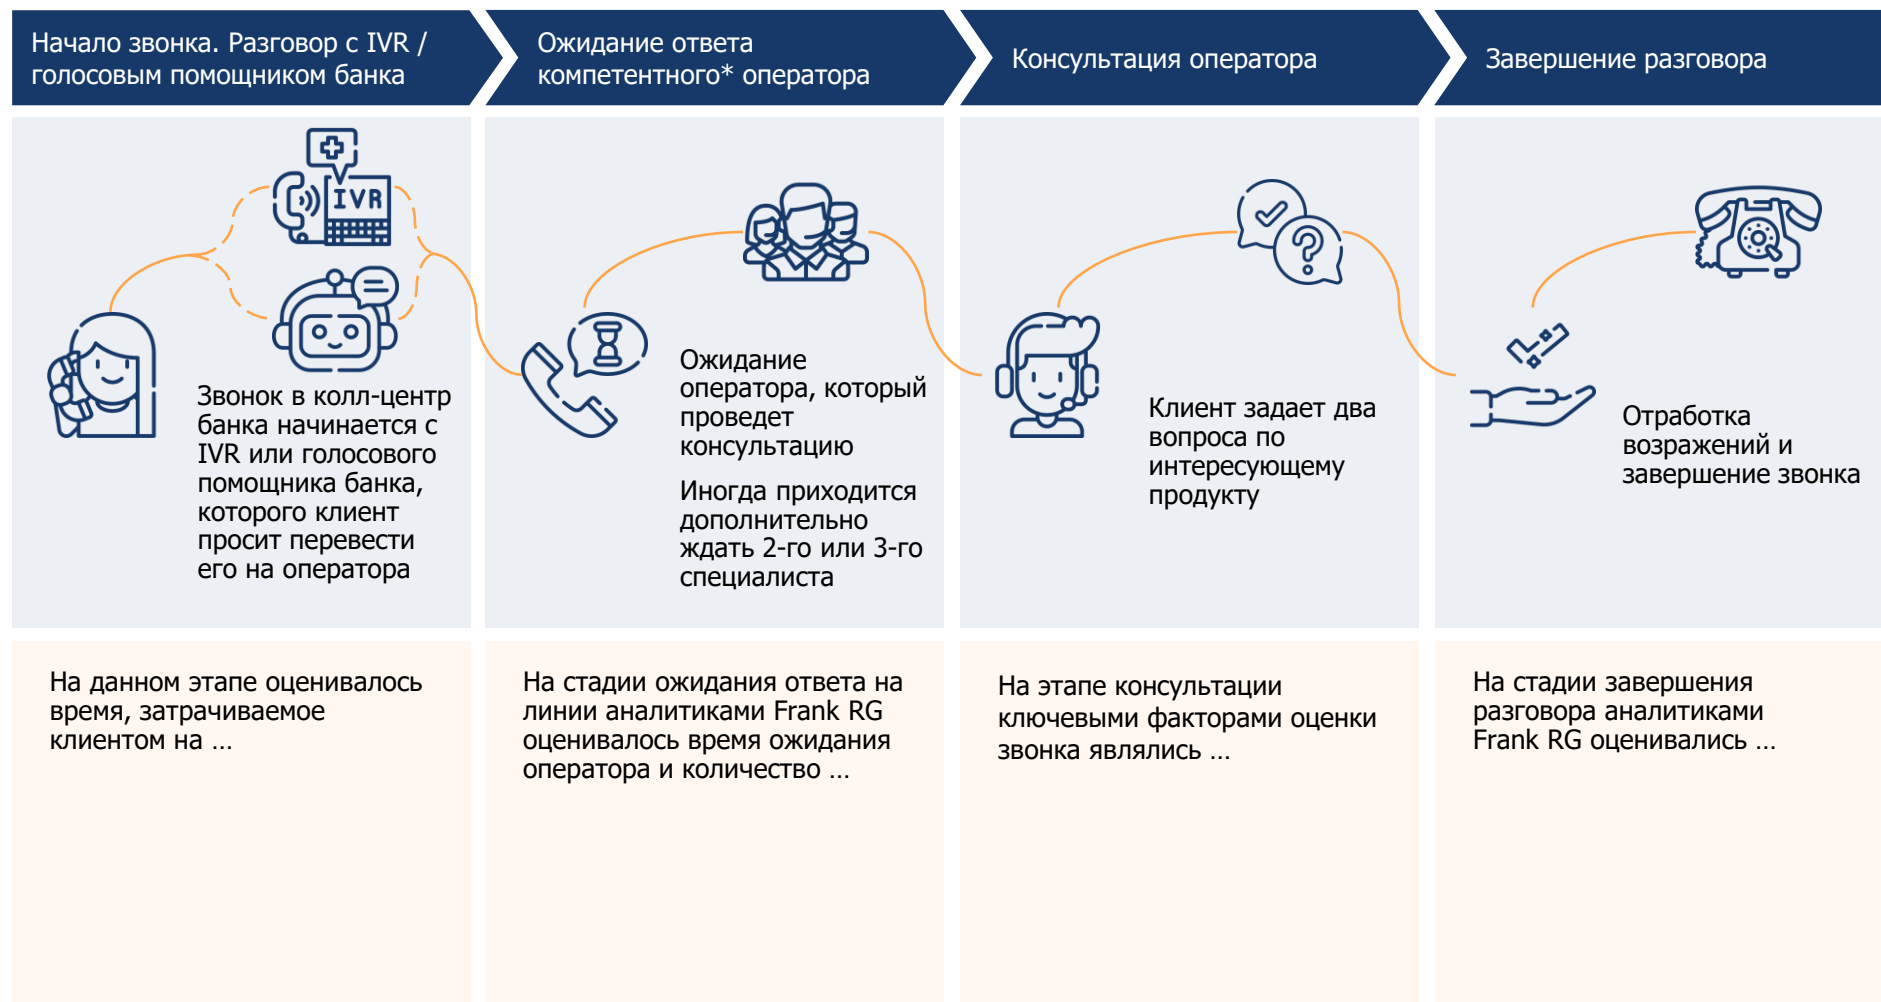 Начало звонка. Разговор с IVR /
голосовым помощником банка
Ожидание ответа
компетентного* оператора
Консультация оператора
Завершение разговора
IVR
Звонок в колл-центр
банка начинается с
IVR или голосового
помощника банка,
которого клиент
просит перевести
его на оператора
Ожидание
оператора, который
проведет
консультацию
Иногда приходится
дополнительно
ждать 2-го или 3-го
специалиста
Клиент задает два
вопроса по
интересующему
продукту
Отработка
возражений и
завершение звонка
На данном этапе оценивалось
время, затрачиваемое
клиентом на ...
На стадии ожидания ответа на
линии аналитиками Frank RG
оценивалось время ожидания
оператора и количество ...
На этапе консультации
ключевыми факторами оценки
звонка являлись ...
На стадии завершения
разговора аналитиками
Frank RG оценивались ...